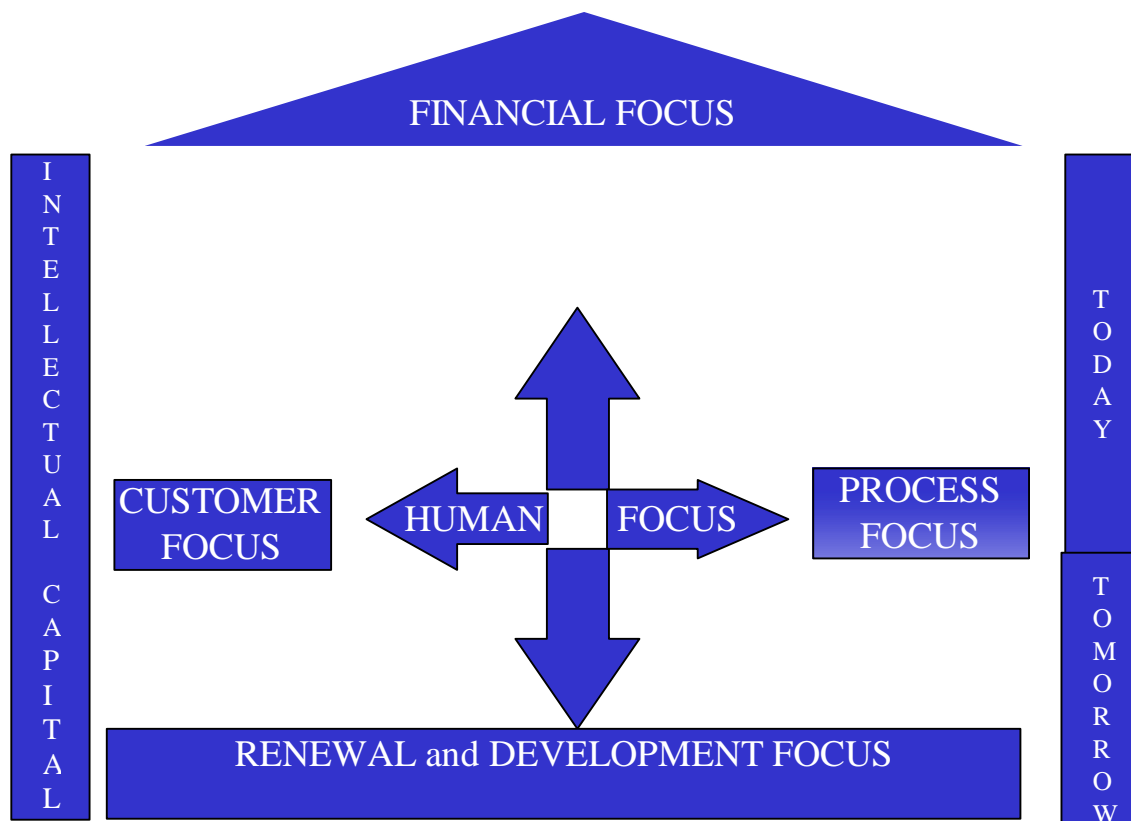 FINANCIAL FOCUS
INTELLECTUAL CAPITAL
TODAY
CUSTOMER
FOCUS
HUMAN FOCUS
PROCESS
FOCUS
TOMORROW
RENEWAL and DEVELOPMENT FOCUS